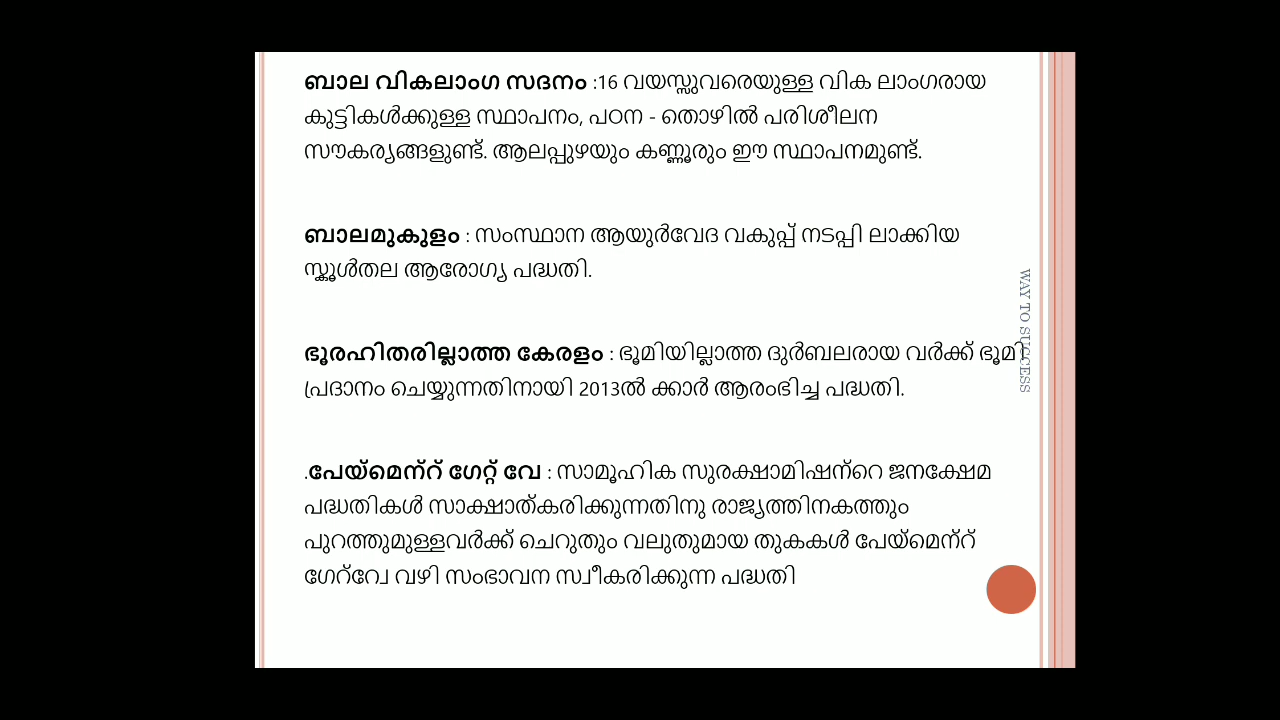 ബാല വികലാംഗ സദനം :16 വയസ്സുവരെയുള്ള വിക ലാംഗരായ
കുട്ടികൾക്കുള്ള സ്ഥാപനം, പഠന - തൊഴിൽ പരിശീലന
സൗകര്യങ്ങളുണ്ട്. ആലപ്പുഴയും കണ്ണൂരും ഈ സ്ഥാപനമുണ്ട്.
ബാലമുകുളം : സംസ്ഥാന ആയുർവേദ വകുപ്പ് നടപ്പി ലാക്കിയ
സ്കൂൾതല ആരോഗ്യ പദ്ധതി.
ഭൂരഹിതരില്ലാത്ത കേരളം : ഭൂമിയില്ലാത്ത ദുർബലരായ വർക്ക് ഭൂമി
പ്രദാനം ചെയ്യുന്നതിനായി 2013ൽ ക്കാർ ആരംഭിച്ച പദ്ധതി.
.പേയ്മെന്റ് ഗേറ്റ് വേ : സാമൂഹിക സുരക്ഷാമിഷന്റെ ജനക്ഷേമ
പദ്ധതികൾ സാക്ഷാത്കരിക്കുന്നതിനു രാജ്യത്തിനകത്തും
പുറത്തുമുള്ളവർക്ക് ചെറുതും വലുതുമായ തുകകൾ പേയ്മെന്റ്
ഗേറ്വേ വഴി സംഭാവന സ്വീകരിക്കുന്ന പദ്ധതി
WAY TO SUCCESS